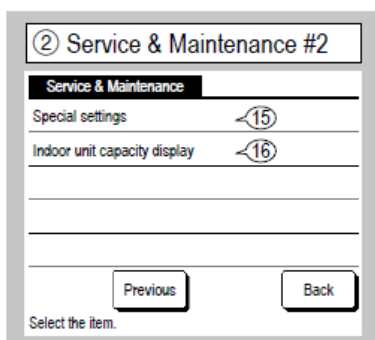 ② Service & Maintenance #2
Service & Maintenance
Special settings ⑮
Indoor unit capacity display ⑯
Previous Back
Select the item.